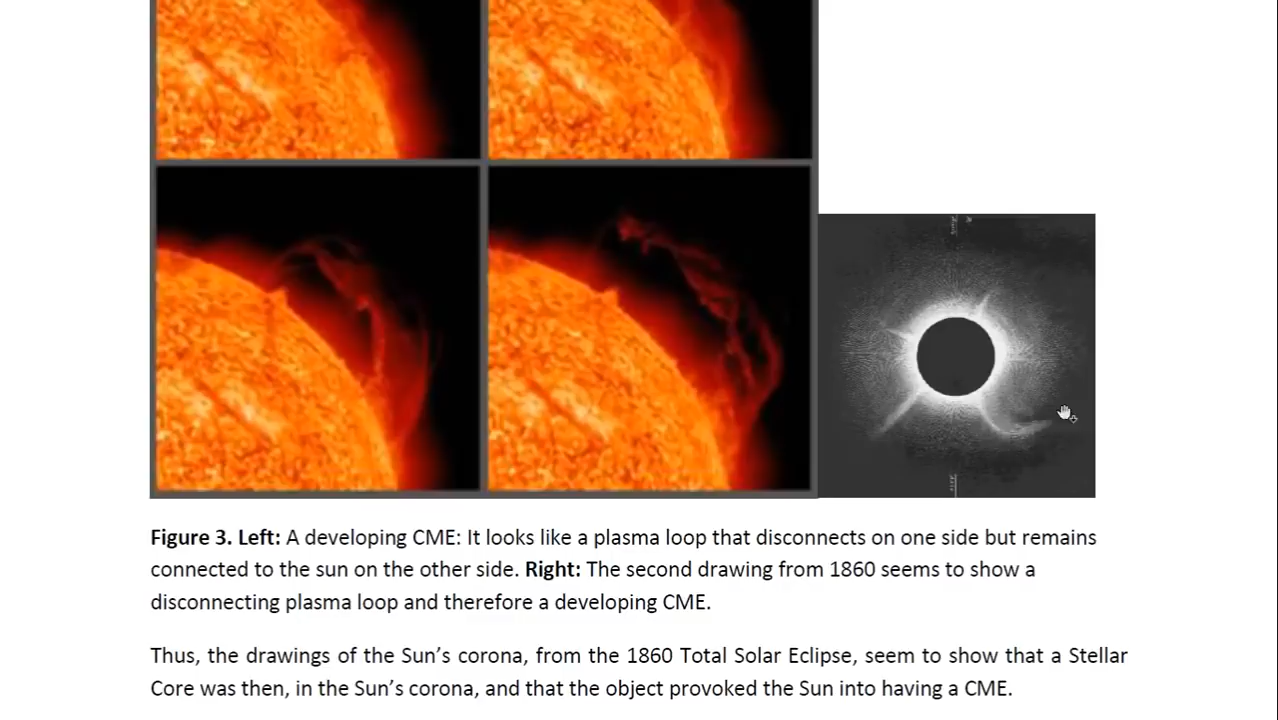 Figure 3. Left: A developing CME: It looks like a plasma loop that disconnects on one side but remains
connected to the sun on the other side. Right: The second drawing from 1860 seems to show a
disconnecting plasma loop and therefore a developing CME.
Thus, the drawings of the Sun’s corona, from the 1860 Total Solar Eclipse, seem to show that a Stellar
Core was then, in the Sun’s corona, and that the object provoked the Sun into having a CME.